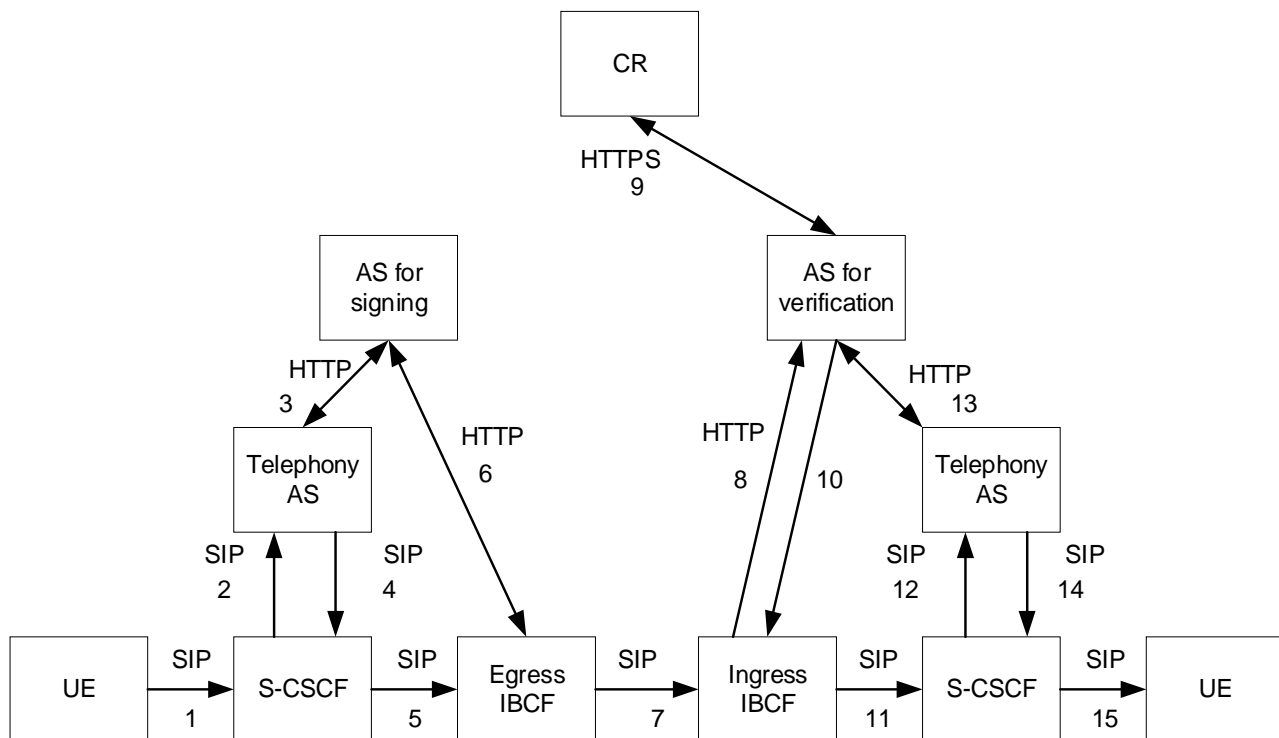 CR
HTTPS
9
AS for
signing
AS for
verification
HTTP
3
HTTP
13
HTTP
6
HTTP
8
10
Telephony
AS
Telephony
AS
SIP
2
SIP
4
SIP
12
SIP
14
UE
SIP
1
S-CSCF
SIP
5
Egress
IBCF
SIP
7
Ingress
IBCF
SIP
11
S-CSCF
SIP
15
UE